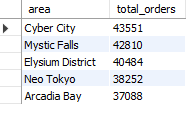 area total_orders
Cyber City 43551
Mystic Falls 42810
Elysium District 40484
Neo Tokyo 38252
Arcadia Bay 37088